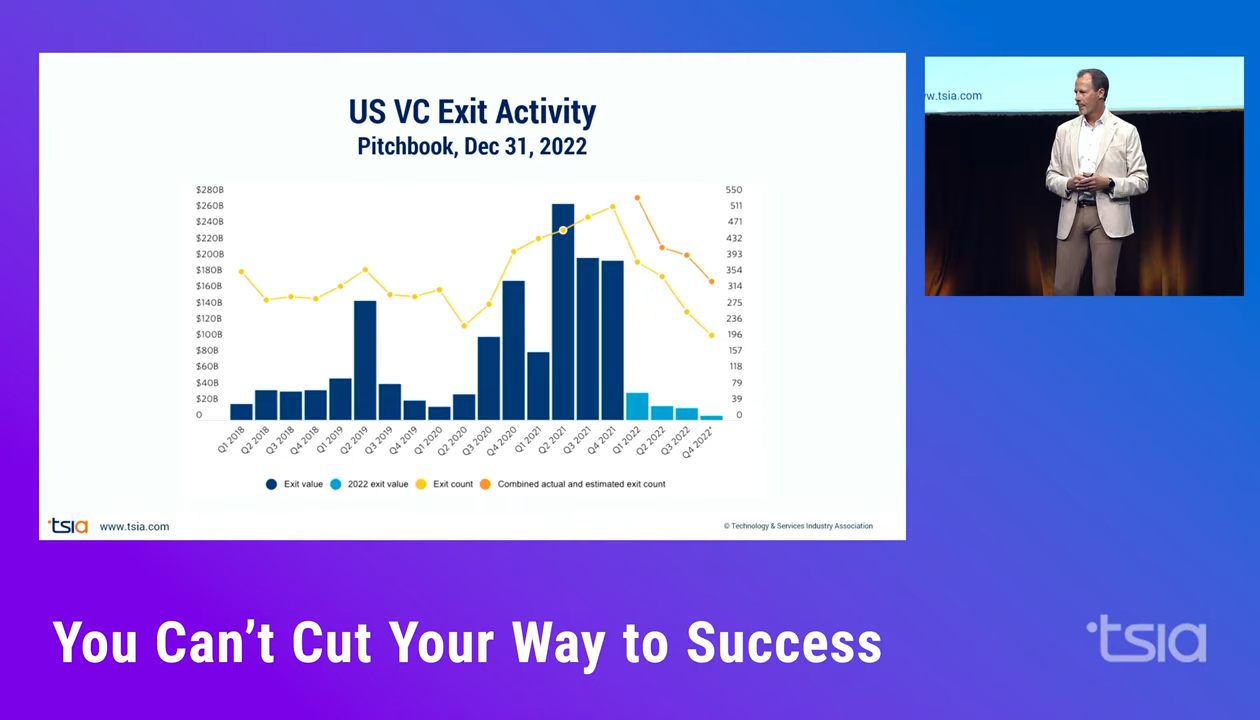 US VC Exit Activity
Pitchbook, Dec 31, 2022
$280B
$260B
$240B
$220B
$200B
$180B
$160B
$140B
$120B
$100B
$80B
$60B
$40B
$20B
0
550
511
471
432
393
354
314
275
236
196
157
118
79
39
0
Q1 2018
Q2 2018
Q3 2018
Q4 2018
Q1 2019
Q2 2019
Q3 2019
Q4 2019
Q1 2020
Q2 2020
Q3 2020
Q4 2020
Q1 2021
Q2 2021
Q3 2021
Q4 2021
Q1 2022
Q2 2022
Q3 2022
Q4 2022*
Exit value 2022 exit value Exit count Combined actual and estimated exit count
tsia www.tsia.com
© Technology & Services Industry Association
w.tsia.com
You Can't Cut Your Way to Success
tsia